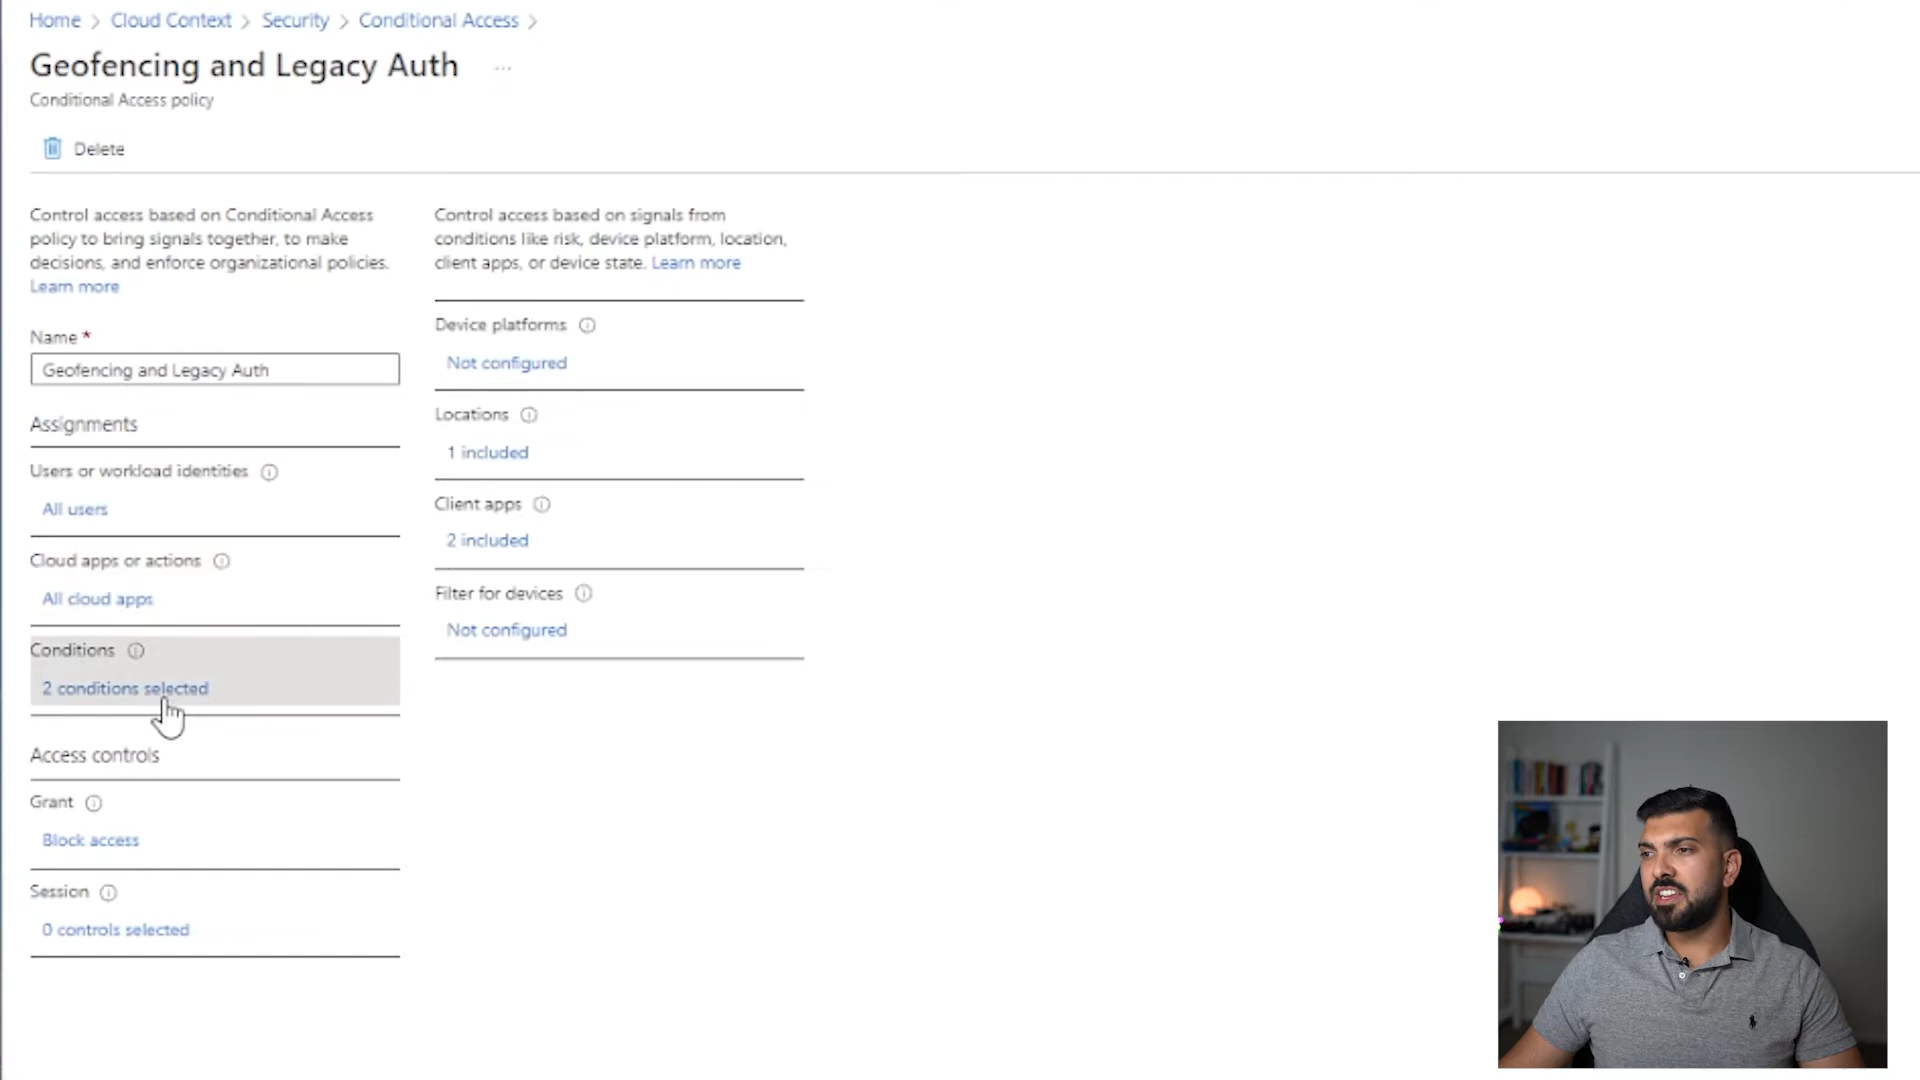 Home > Cloud Context > Security > Conditional Access >
Geofencing and Legacy Auth ...
Conditional Access policy
Delete
Control access based on Conditional Access
policy to bring signals together, to make
decisions, and enforce organizational policies.
Learn more
Name *
Geofencing and Legacy Auth
Assignments
Users or workload identities
All users
Cloud apps or actions
All cloud apps
Conditions
2 conditions selected
Access controls
Grant
Block access
Session
0 controls selected
Control access based on signals from
conditions like risk, device platform, location,
client apps, or device state. Learn more
Device platforms
Not configured
Locations
1 included
Client apps
2 included
Filter for devices
Not configured